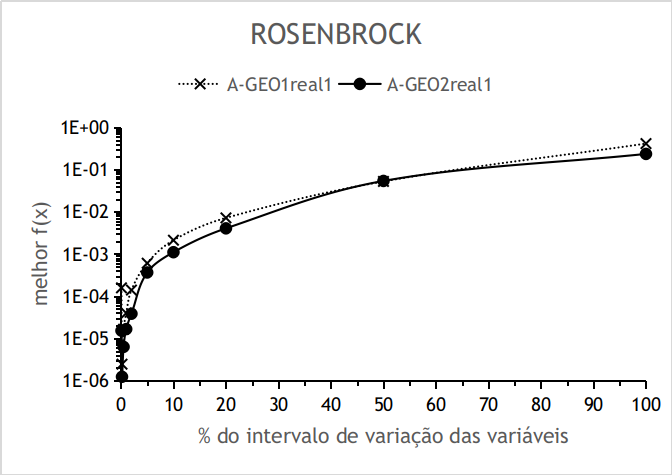 ROSENBROCK
A-GEO1real1 A-GEO2real1
1E+00
1E-01
1E-02
1E-03
1E-04
1E-05
1E-06
melhor f(x)
0 10 20 30 40 50 60 70 80 90 100
% do intervalo de variação das variáveis